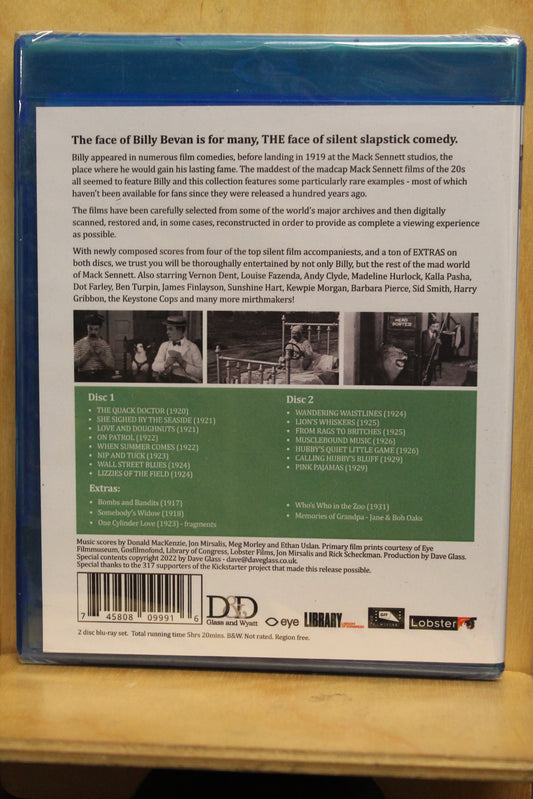 The face of Billy Bevan is for many, THE face of silent slapstick comedy.
Billy appeared in numerous film comedies, before landing in 1919 at the Mack Sennett studios, the
place where he would gain his lasting fame. The maddest of the madcap Mack Sennett films of the 20s
all seemed to feature Billy and this collection features some particularly rare examples - most of which
haven't been available for fans since they were released a hundred years ago.
The films have been carefully selected from some of the world's major archives and then digitally
scanned, restored and, in some cases, reconstructed in order to provide as complete a viewing experience
as possible.
With newly composed scores from four of the top silent film accompanists, and a ton of EXTRAS on
both discs, we trust you will be thoroughly entertained by not only Billy, but the rest of the mad world
of Mack Sennett. Also starring Vernon Dent, Louise Fazenda, Andy Clyde, Madeline Hurlock, Kalla Pasha,
Dot Farley, Ben Turpin, James Finlayson, Sunshine Hart, Kewpie Morgan, Barbara Pierce, Sid Smith, Harry
Gribbon, the Keystone Cops and many more mirthmakers!
HEAD
PORTER
Disc 1
• THE QUACK DOCTOR (1920)
• SHE SIGHED BY THE SEASIDE (1921)
• LOVE AND DOUGHNUTS (1921)
• ON PATROL (1922)
• WHEN SUMMER COMES (1922)
• NIP AND TUCK (1923)
• WALL STREET BLUES (1924)
• LIZZIES OF THE FIELD (1924)
Extras:
• Bombs and Bandits (1917)
• Somebody's Widow (1918)
• One Cylinder Love (1923) - fragments
Disc 2
• WANDERING WAISTLINES (1924)
• LION'S WHISKERS (1925)
• FROM RAGS TO BRITCHES (1925)
• MUSCLEBOUND MUSIC (1926)
• HUBBY'S QUIET LITTLE GAME (1926)
• CALLING HUBBY'S BLUFF (1929)
• PINK PAJAMAS (1929)
• Who's Who in the Zoo (1931)
• Memories of Grandpa - Jane & Bob Oaks
Music scores by Donald MacKenzie, Jon Mirsalis, Meg Morley and Ethan Uslan. Primary film prints courtesy of Eye
Filmmuseum, Gosfilmofond, Library of Congress, Lobster Films, Jon Mirsalis and Rick Scheckman. Production by Dave Glass.
Special contents copyright 2022 by Dave Glass - dave@daveglass.co.uk.
Special thanks to the 317 supporters of the Kickstarter project that made this release possible.
7 45808 09991 6
D&D
Glass and Wyatt
eye
LIBRARY
OF CONGRESS
GFF
Lobster
2 disc blu-ray set. Total running time 5hrs 20mins. B&W. Not rated. Region free.